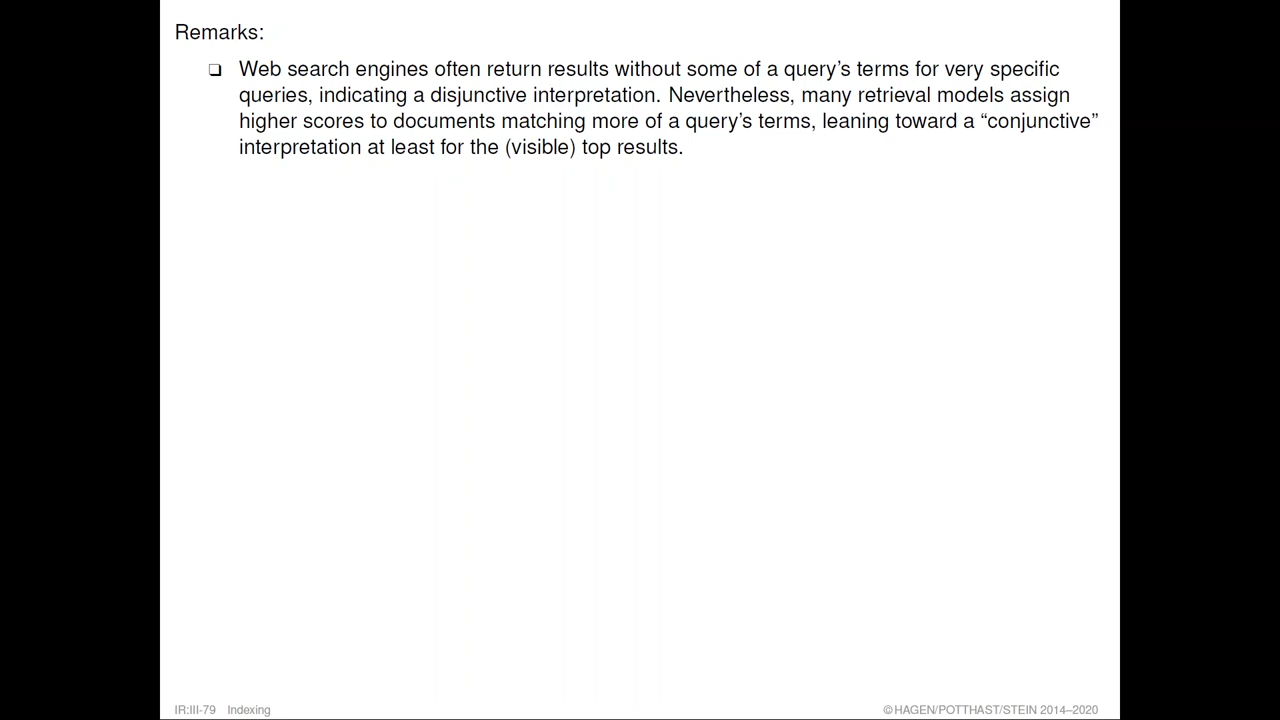 Remarks:
❏ Web search engines often return results without some of a query’s terms for very specific
queries, indicating a disjunctive interpretation. Nevertheless, many retrieval models assign
higher scores to documents matching more of a query’s terms, leaning toward a “conjunctive”
interpretation at least for the (visible) top results.
IR:III-79 Indexing
©HAGEN/POTTHAST/STEIN 2014–2020